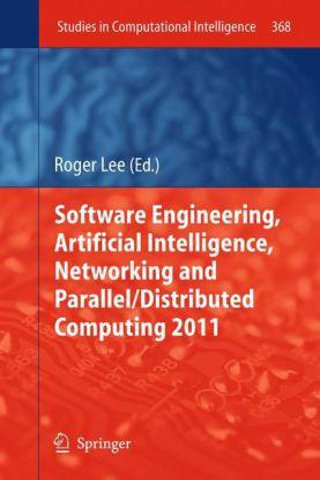 Studies in Computational Intelligence 368
Roger Lee (Ed.)
Software Engineering,
Artificial Intelligence,
Networking and
Parallel/Distributed
Computing 2011
Springer